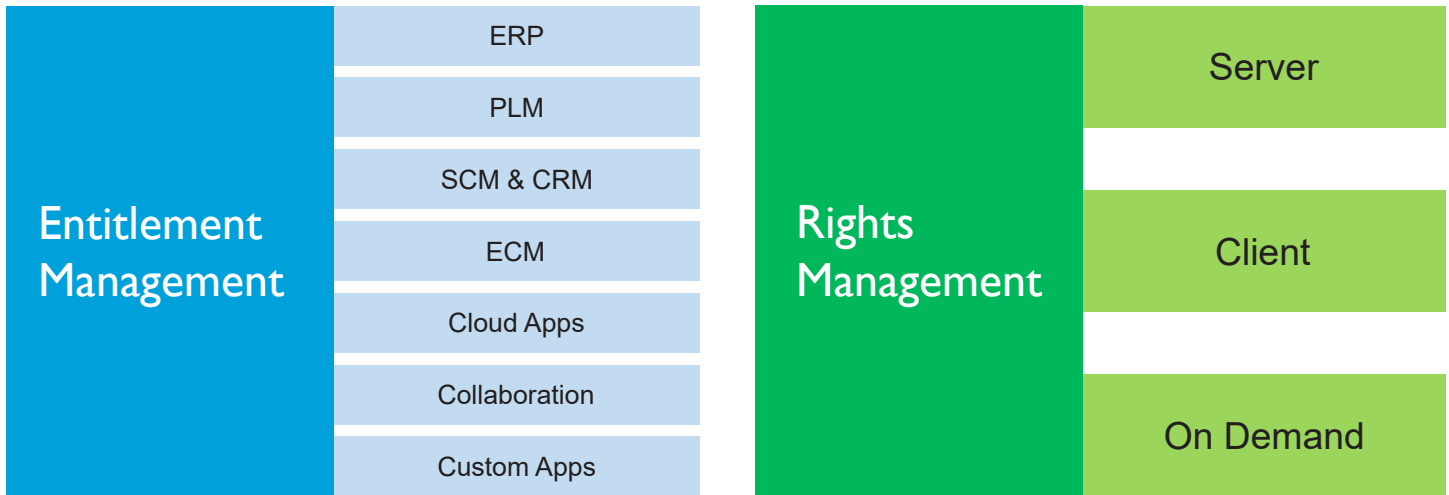 Entitlement
Management
ERP
PLM
SCM & CRM
ECM
Cloud Apps
Collaboration
Custom Apps
Rights
Management
Server
Client
On Demand